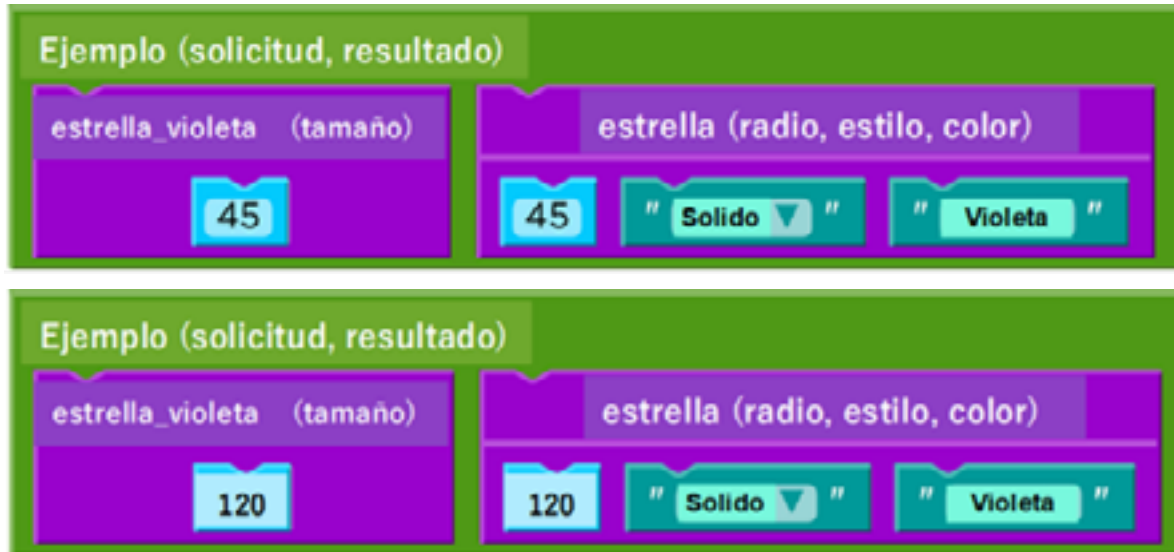 Ejemplo (solicitud, resultado)
estrella_violeta (tamaño) estrella (radio, estilo, color)
45 45 " Solido " " Violeta "
Ejemplo (solicitud, resultado)
estrella_violeta (tamaño) estrella (radio, estilo, color)
120 120 " Solido " " Violeta "